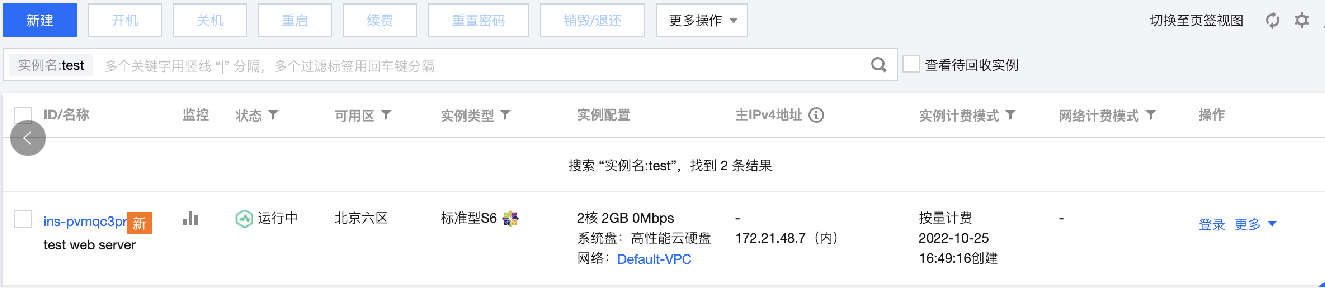 新建 开机 关机 重启 续费 重置密码 销毁/退还 更多操作 切换至页签视图
实例名:test 多个关键字用竖线 "|" 分隔，多个过滤标签用回车键分隔 查看待回收实例
ID/名称 监控 状态 可用区 实例类型 实例配置 主IPv4地址 实例计费模式 网络计费模式 操作
搜索 "实例名:test"，找到 2 条结果
ins-pvmqc3pr 新 运行中 北京六区 标准型S6 2核 2GB 0Mbps - 按量计费 - 登录 更多
test web server 系统盘：高性能云硬盘 172.21.48.7（内） 2022-10-25
网络：Default-VPC 16:49:16创建